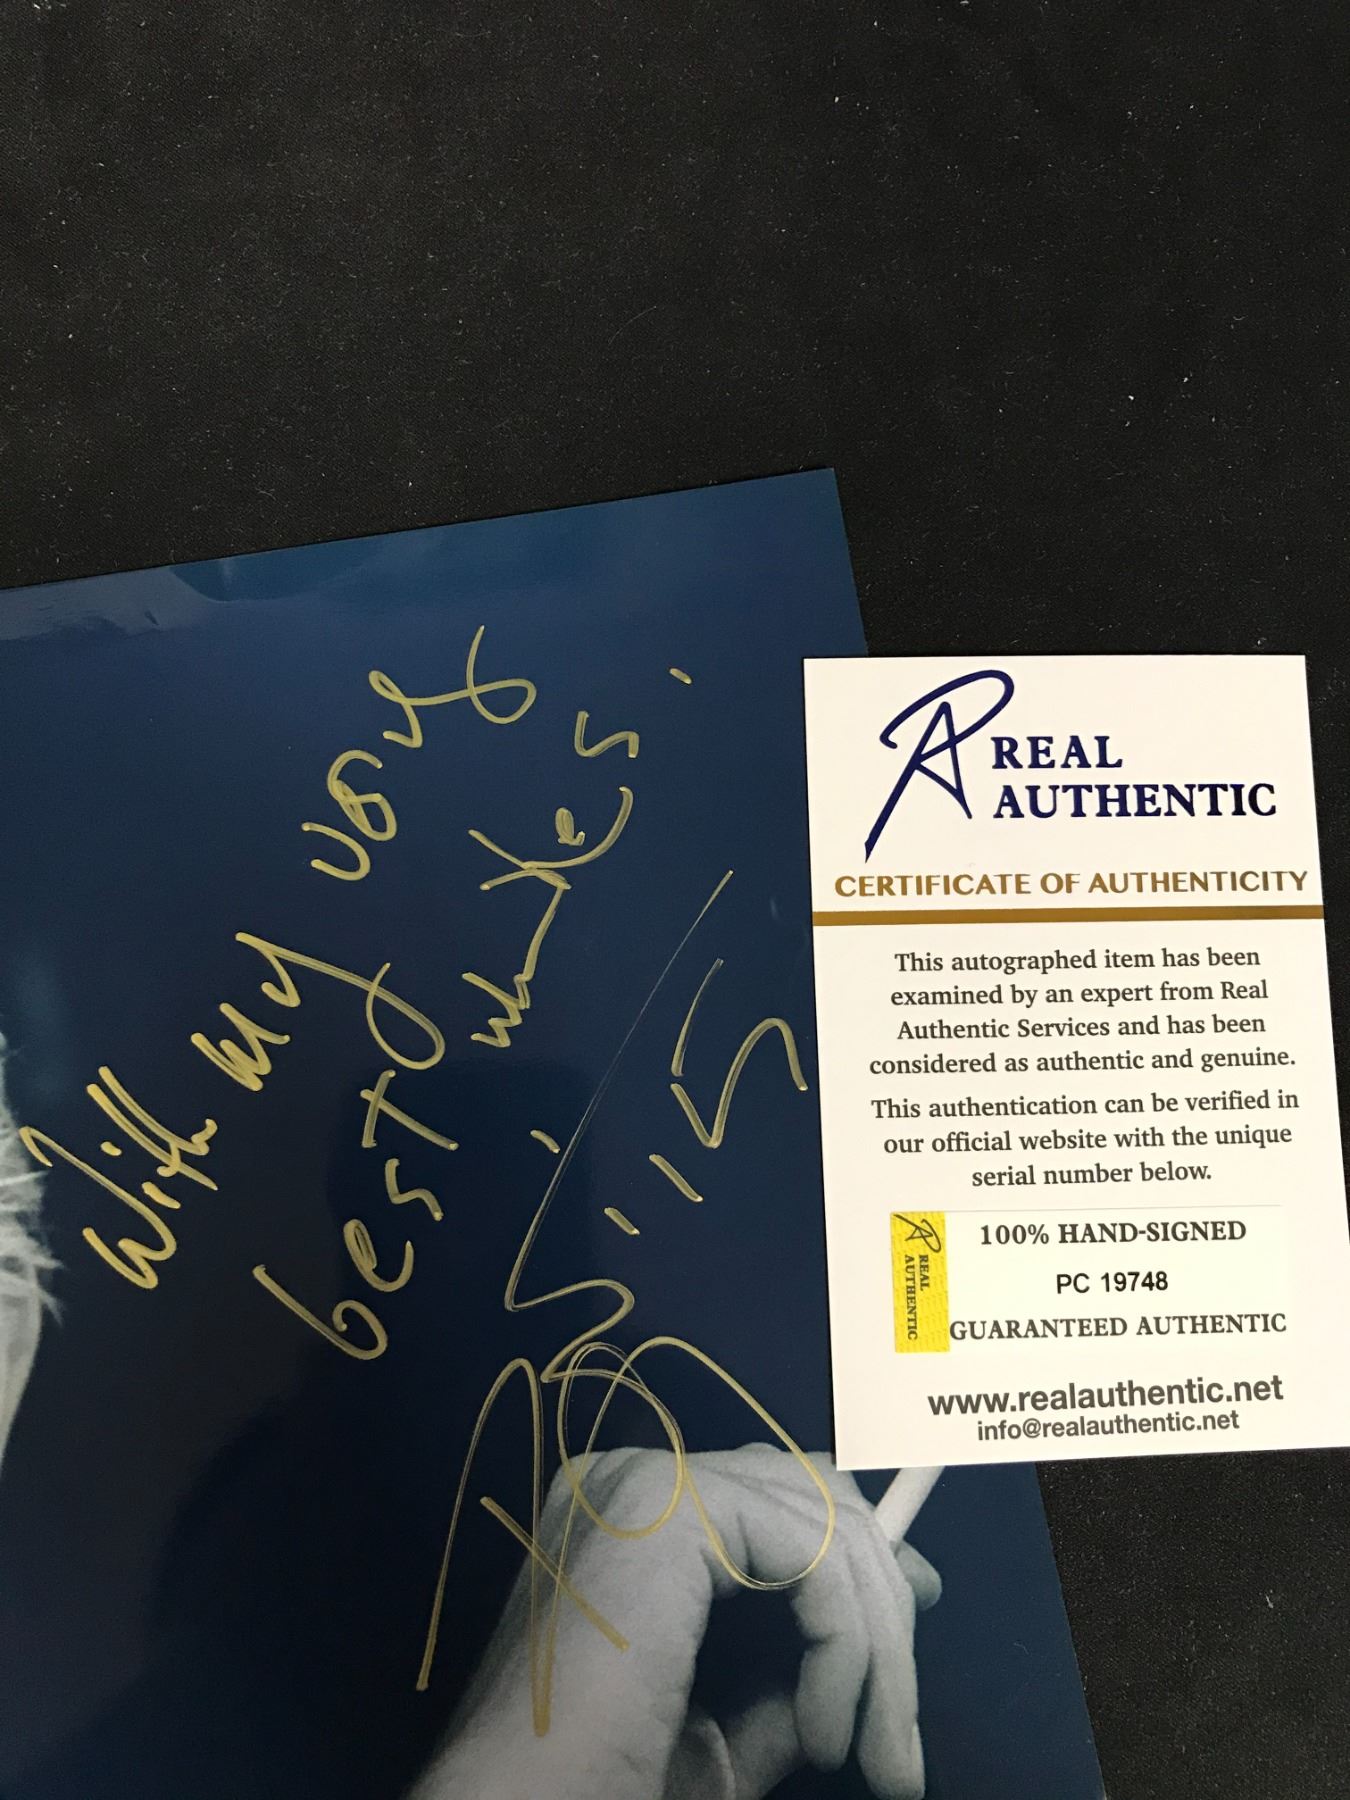 With my very
best wishes.
REAL
AUTHENTIC
CERTIFICATE OF AUTHENTICITY
This autographed item has been
examined by an expert from Real
Authentic Services and has been
considered as authentic and genuine.
This authentication can be verified in
our official website with the unique
serial number below.
REAL
AUTHENTIC
100% HAND-SIGNED
PC 19748
GUARANTEED AUTHENTIC
www.realauthentic.net
info@realauthentic.net